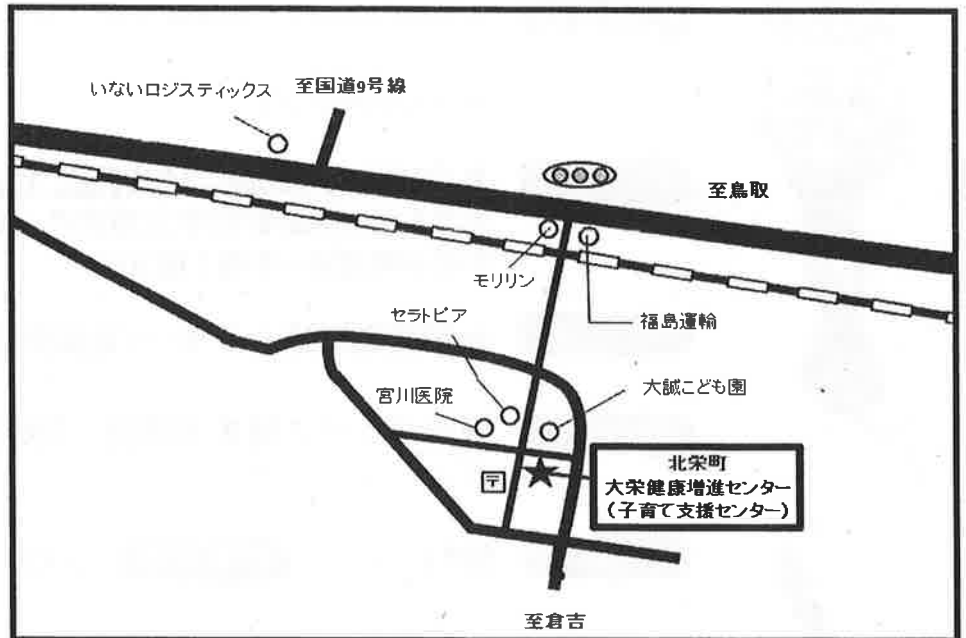 いないロジスティックス
至国道9号線
至鳥取
モリリン
福島運輸
セラトピア
宮川医院
大誠こども園
〒
北栄町
大栄健康増進センター
（子育て支援センター）
至倉吉